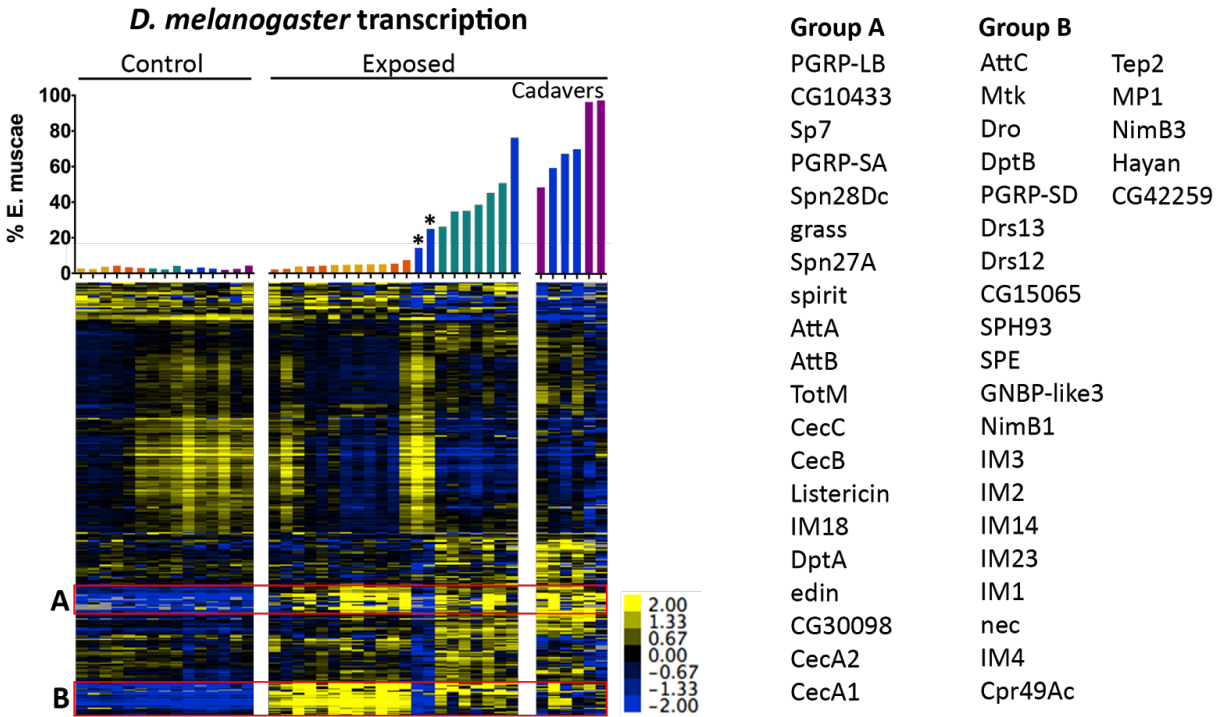 D. melanogaster transcription
Control
Exposed
Cadavers
% E. muscae
100
80
60
40
20
0
*
*
A
B
2.00
1.33
0.67
0.00
−0.67
−1.33
−2.00
Group A
PGRP-LB
CG10433
Sp7
PGRP-SA
Spn28Dc
grass
Spn27A
spirit
AttA
AttB
TotM
CecC
CecB
Listericin
IM18
DptA
edin
CG30098
CecA2
CecA1
Group B
AttC
Mtk
Dro
DptB
PGRP-SD
Drs13
Drs12
CG15065
SPH93
SPE
GNBP-like3
NimB1
IM3
IM2
IM14
IM23
IM1
nec
IM4
Cpr49Ac
Tep2
MP1
NimB3
Hayan
CG42259